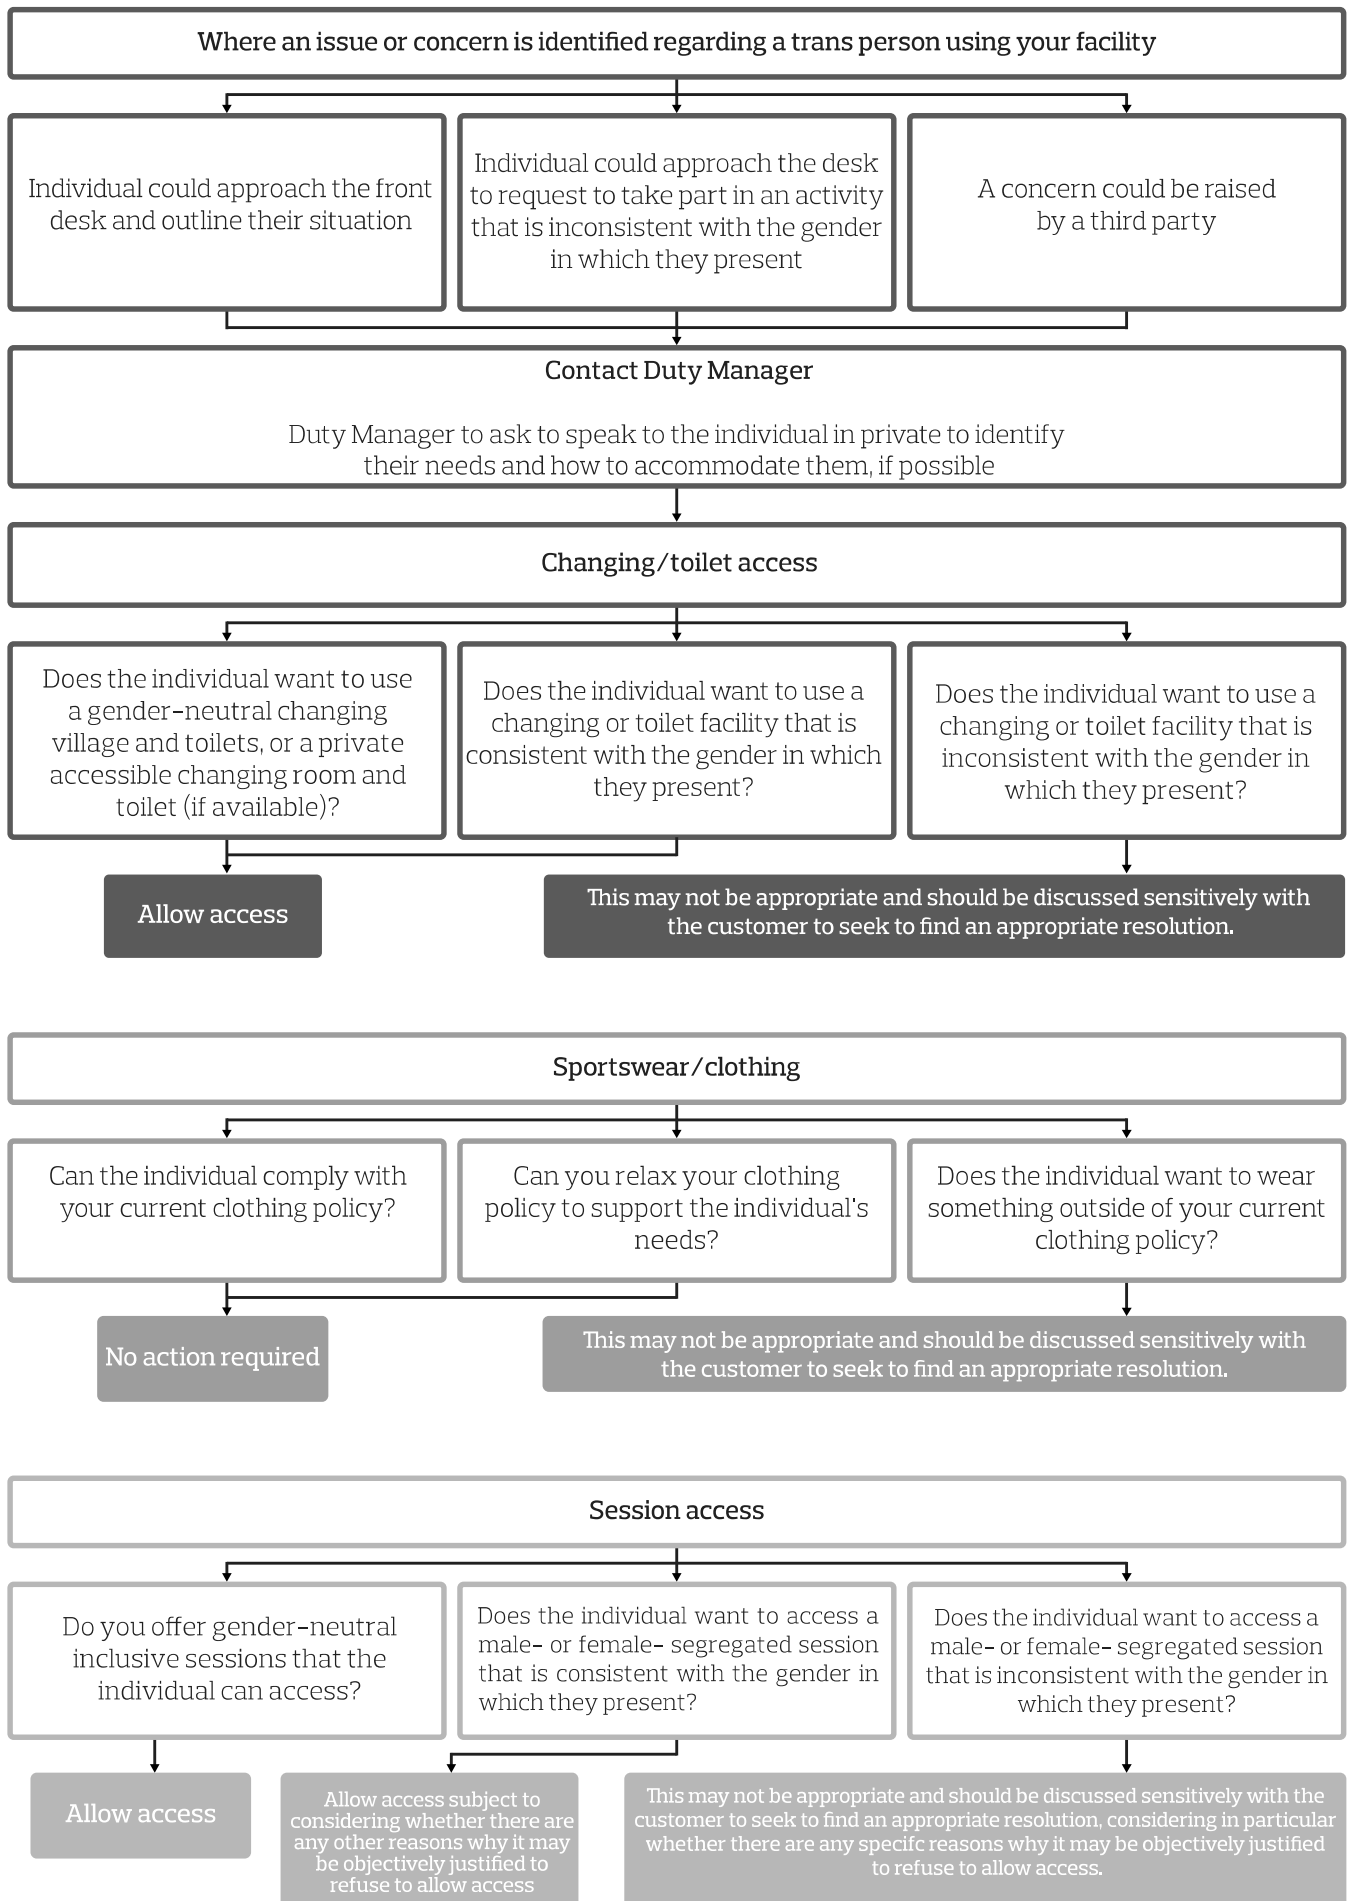 Where an issue or concern is identified regarding a trans person using your facility
Individual could approach the front
desk and outline their situation
Individual could approach the desk
to request to take part in an activity
that is inconsistent with the gender
in which they present
A concern could be raised
by a third party
Contact Duty Manager
Duty Manager to ask to speak to the individual in private to identify
their needs and how to accommodate them, if possible
Changing/toilet access
Does the individual want to use
a gender-neutral changing
village and toilets, or a private
accessible changing room and
toilet (if available)?
Does the individual want to use a
changing or toilet facility that is
consistent with the gender in which
they present?
Does the individual want to use a
changing or toilet facility that is
inconsistent with the gender in
which they present?
Allow access
This may not be appropriate and should be discussed sensitively with
the customer to seek to find an appropriate resolution.
Sportswear/clothing
Can the individual comply with
your current clothing policy?
Can you relax your clothing
policy to support the individual's
needs?
Does the individual want to wear
something outside of your current
clothing policy?
No action required
This may not be appropriate and should be discussed sensitively with
the customer to seek to find an appropriate resolution.
Session access
Do you offer gender-neutral
inclusive sessions that the
individual can access?
Does the individual want to access a
male- or female- segregated session
that is consistent with the gender in
which they present?
Does the individual want to access a
male- or female- segregated session
that is inconsistent with the gender in
which they present?
Allow access
Allow access subject to
considering whether there are
any other reasons why it may
be objectively justified to
refuse to allow access
This may not be appropriate and should be discussed sensitively with the
customer to seek to find an appropriate resolution, considering in particular
whether there are any specifc reasons why it may be objectively justified
to refuse to allow access.